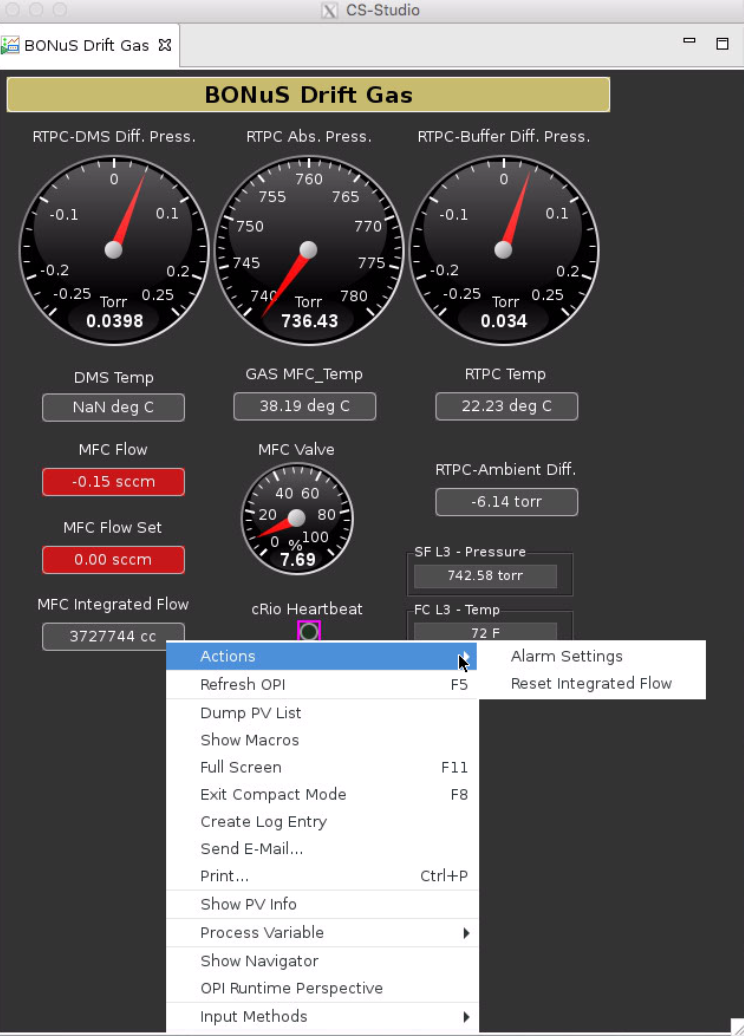 CS-Studio
BONuS Drift Gas
BONuS Drift Gas
RTPC-DMS Diff. Press.
0
-0.1
0.1
-0.2
0.2
-0.25
0.25
Torr
0.0398
RTPC Abs. Press.
760
755
765
750
770
745
775
740
780
Torr
736.43
RTPC-Buffer Diff. Press.
0
-0.1
0.1
-0.2
0.2
-0.25
0.25
Torr
0.034
DMS Temp
NaN deg C
GAS MFC_Temp
38.19 deg C
RTPC Temp
22.23 deg C
MFC Flow
-0.15 sccm
MFC Flow Set
0.00 sccm
MFC Integrated Flow
3727744 cc
MFC Valve
40 60
20
80
0
100
%
7.69
cRio Heartbeat
RTPC-Ambient Diff.
-6.14 torr
SF L3 - Pressure
742.58 torr
FC L3 - Temp
72 F
Actions
Refresh OPI F5
Dump PV List
Show Macros
Full Screen F11
Exit Compact Mode F8
Create Log Entry
Send E-Mail...
Print... Ctrl+P
Show PV Info
Process Variable
Show Navigator
OPI Runtime Perspective
Input Methods
Alarm Settings
Reset Integrated Flow